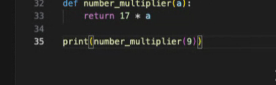 32 def number_multiplier(a):
33     return 17 * a
34
35 print(number_multiplier(9))